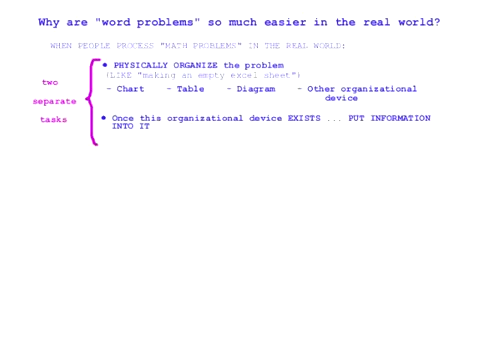 Why are "word problems" so much easier in the real world?
WHEN PEOPLE PROCESS "MATH PROBLEMS" IN THE REAL WORLD:
• PHYSICALLY ORGANIZE the problem
(LIKE "making an empty excel sheet")
two
- Chart - Table - Diagram - Other organizational
device
separate
tasks
• Once this organizational device EXISTS ... PUT INFORMATION
INTO IT